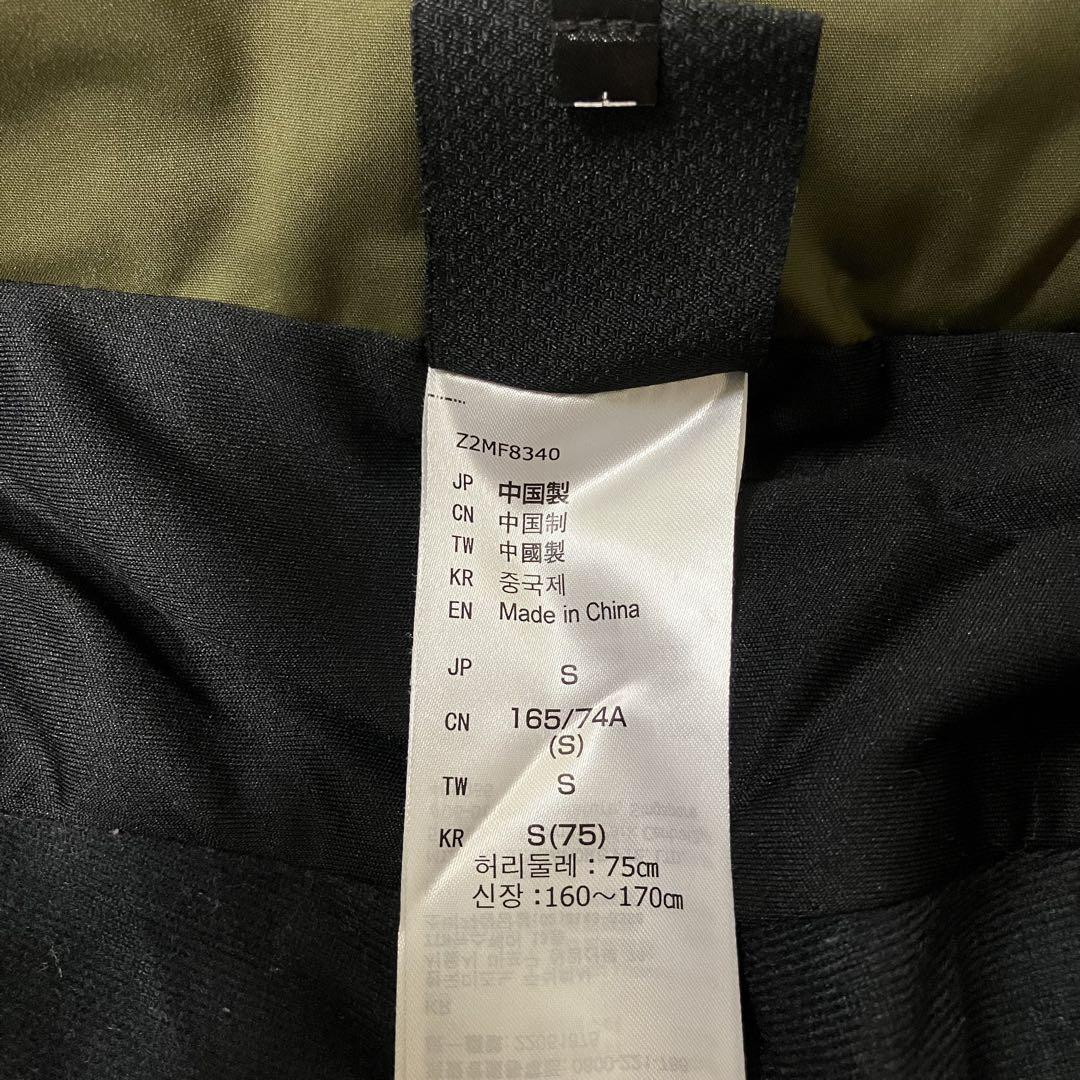 Z2MF8340
JP 中国製
CN 中国制
TW 中國製
KR 중국제
EN Made in China
JP S
CN 165/74A
(S)
TW S
KR S(75)
허리둘레 : 75㎝
신장 :160～170㎝